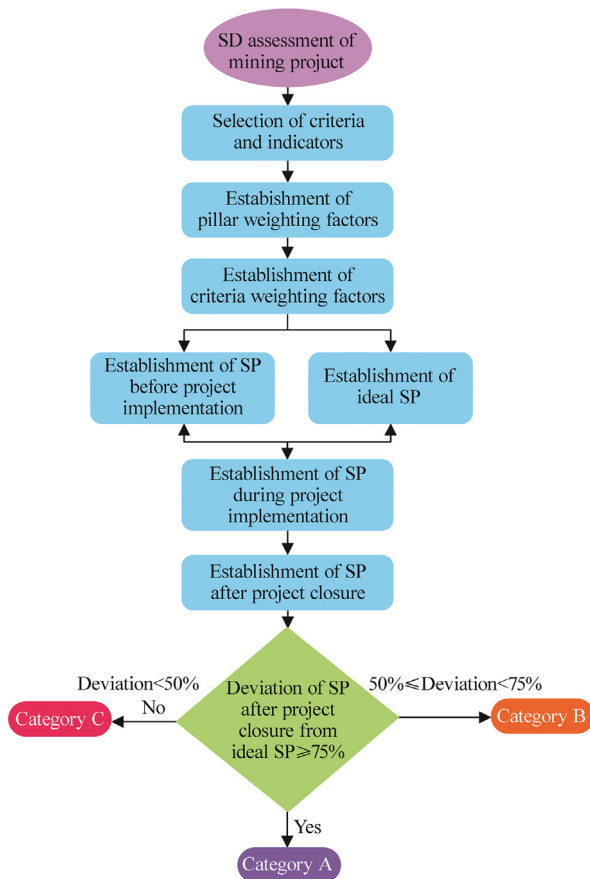 SD assessment of
mining projuct
Selection of criteria
and indicators
Estabishment of
pillar weighting factors
Establishment of
criteria weighting factors
Establishment of SP
before project
implementation
Establishment of
ideal SP
Establishment of SP
during project
implementation
Establishment of SP
after project closure
Deviation<50%
No
Category C
Deviation of SP
after project
closure from
ideal SP⩾75%
50%⩽Deviation<75%
Category B
Yes
Category A